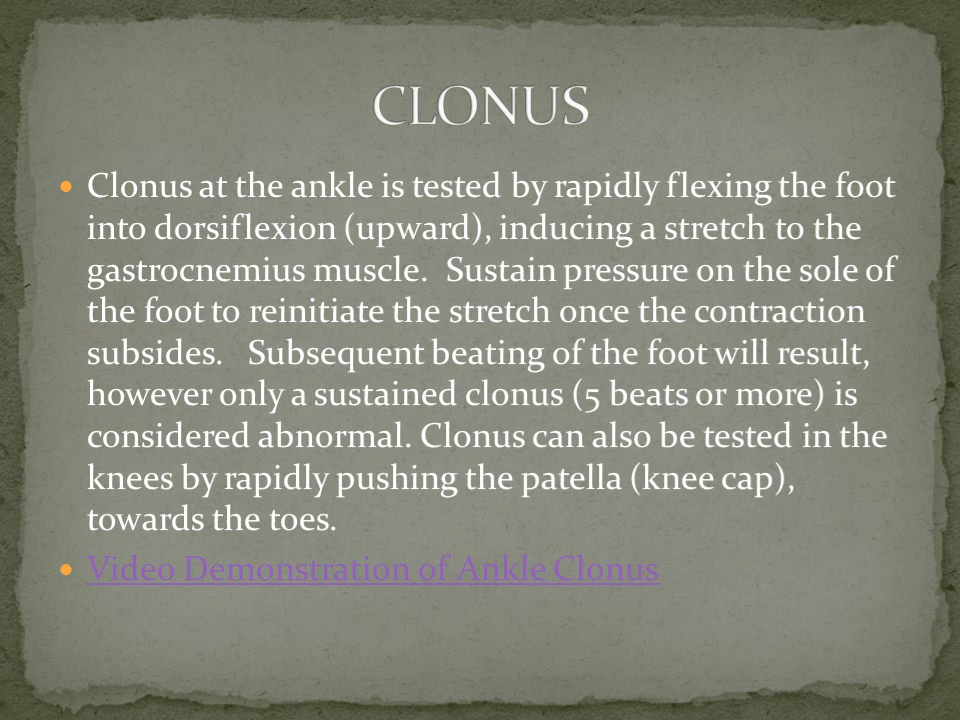 CLONUS
• Clonus at the ankle is tested by rapidly flexing the foot
into dorsiflexion (upward), inducing a stretch to the
gastrocnemius muscle.  Sustain pressure on the sole of
the foot to reinitiate the stretch once the contraction
subsides.   Subsequent beating of the foot will result,
however only a sustained clonus (5 beats or more) is
considered abnormal. Clonus can also be tested in the
knees by rapidly pushing the patella (knee cap),
towards the toes.
• Video Demonstration of Ankle Clonus